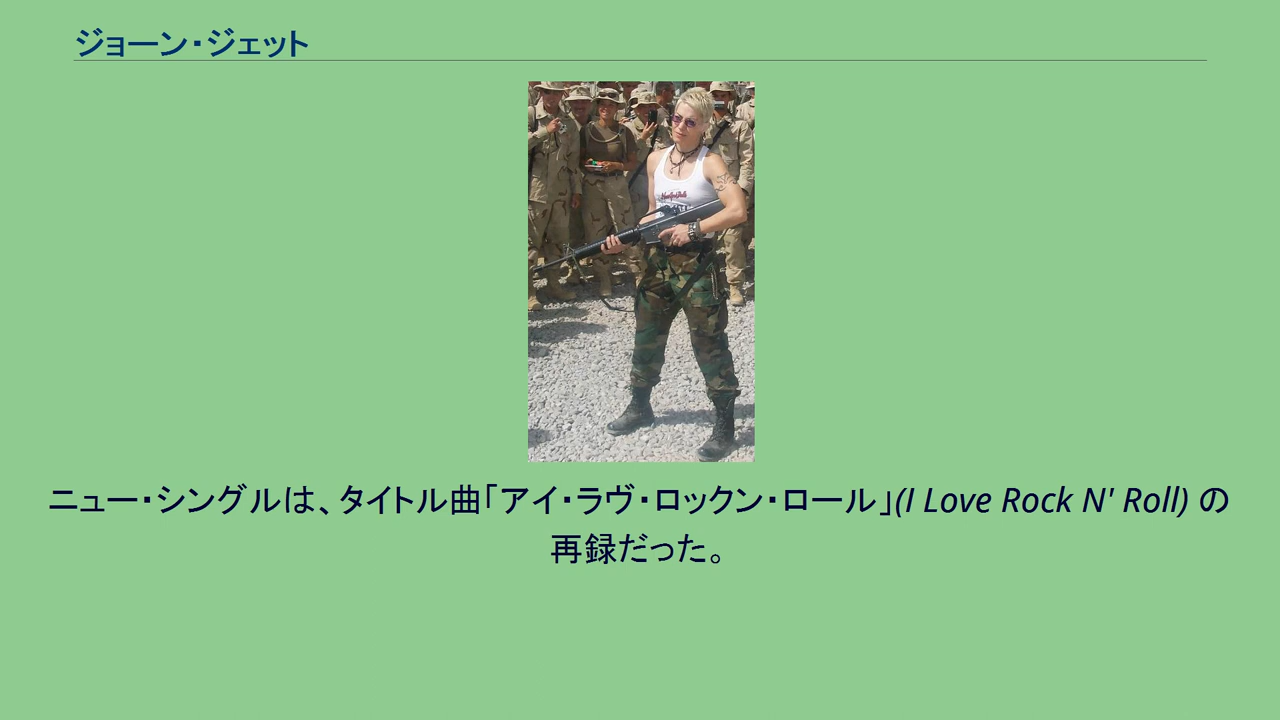 ジョーン・ジェット
ニュー・シングルは、タイトル曲「アイ・ラヴ・ロックン・ロール」(I Love Rock N' Roll) の
再録だった。